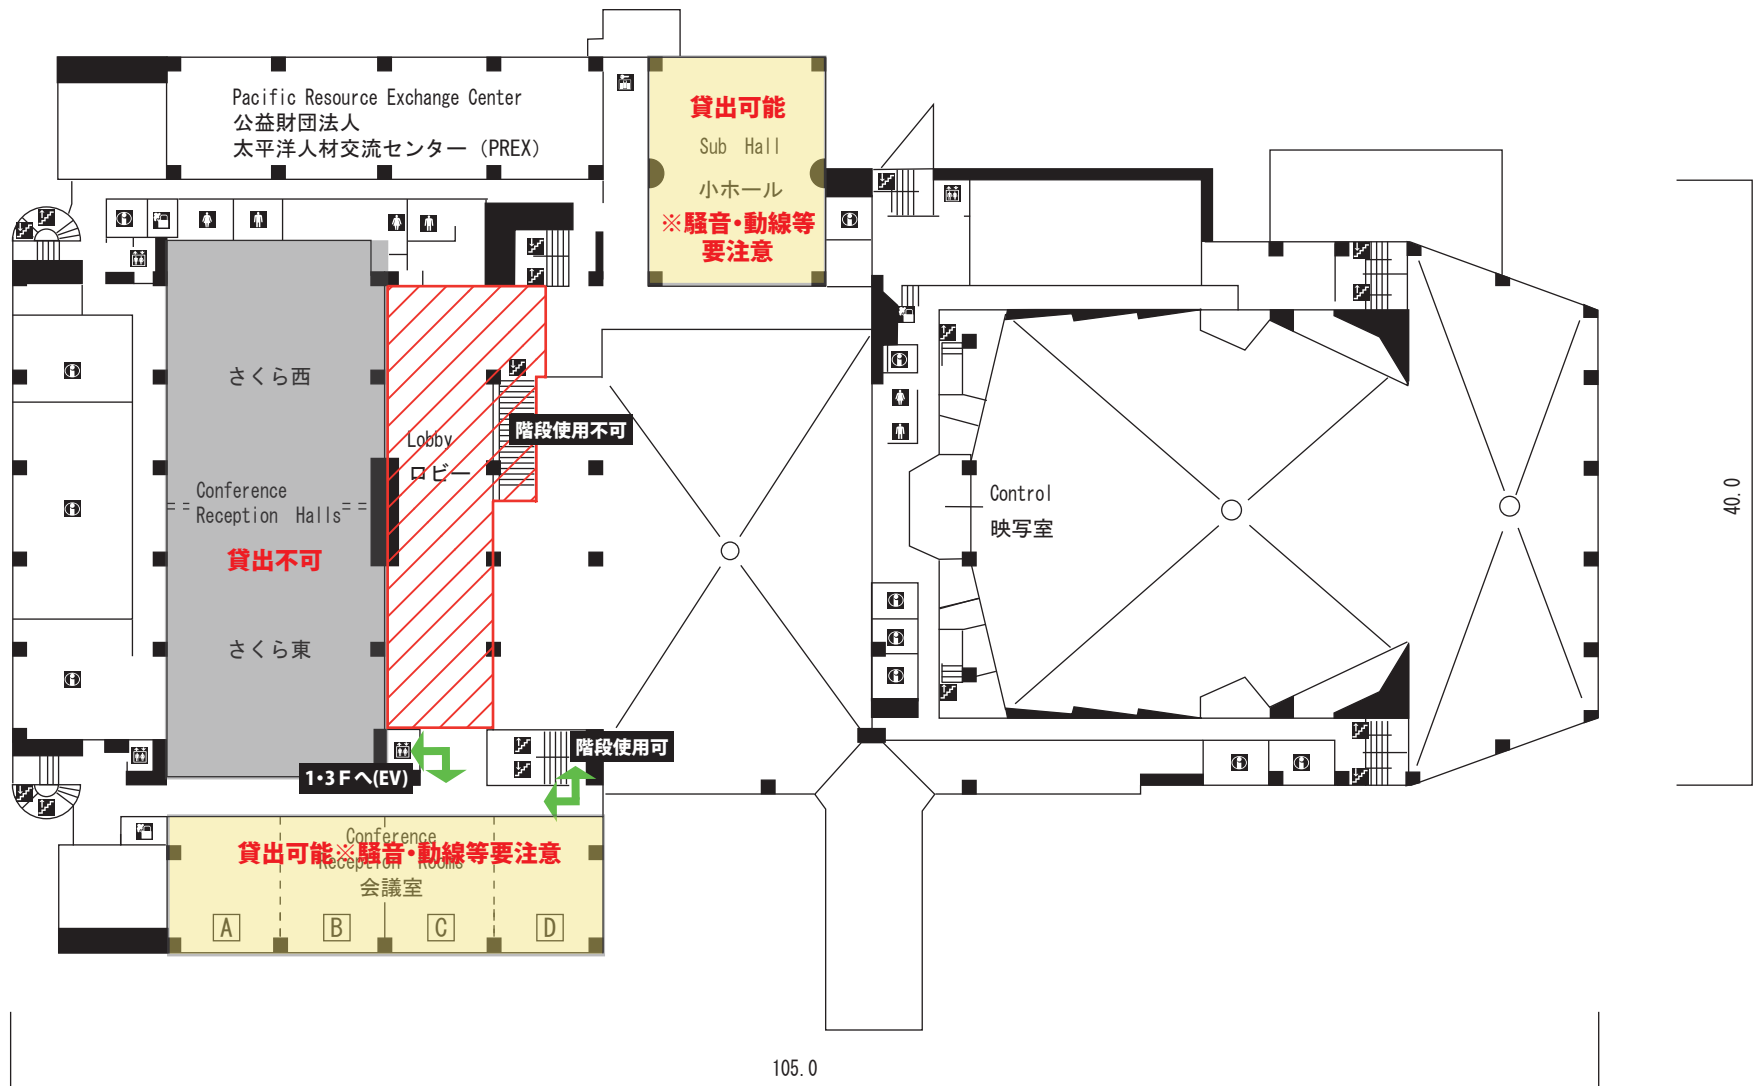 Pacific Resource Exchange Center
公益財団法人
太平洋人材交流センター（PREX）
貸出可能
Sub Hall
小ホール
※騒音・動線等
要注意
さくら西
Lobby
ロビー
階段使用不可
Conference
Reception Halls
貸出不可
さくら東
Control
映写室
40.0
階段使用可
1・3Fへ(EV)
Conference
貸出可能※騒音・動線等要注意
Reception Rooms
会議室
A
B
C
D
105.0